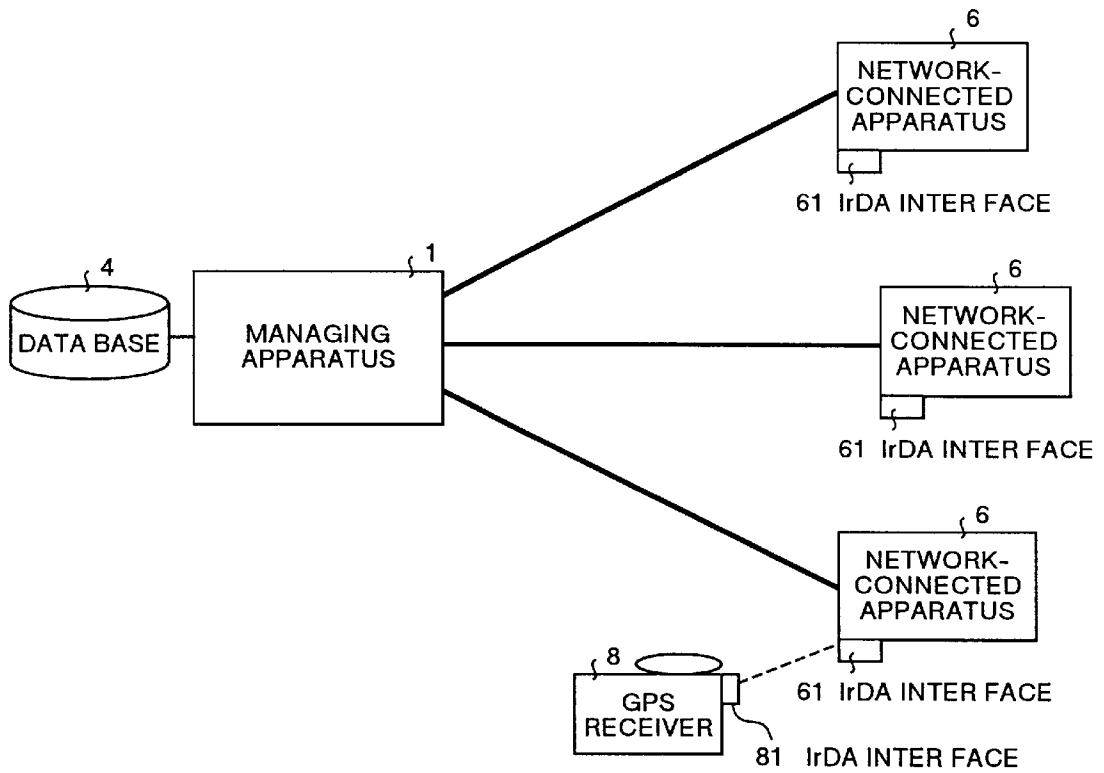 6
NETWORK-
CONNECTED
APPARATUS
61 IrDA INTER FACE
4
DATA BASE
1
MANAGING
APPARATUS
6
NETWORK-
CONNECTED
APPARATUS
61 IrDA INTER FACE
6
NETWORK-
CONNECTED
APPARATUS
61 IrDA INTER FACE
8
GPS
RECEIVER
81 IrDA INTER FACE